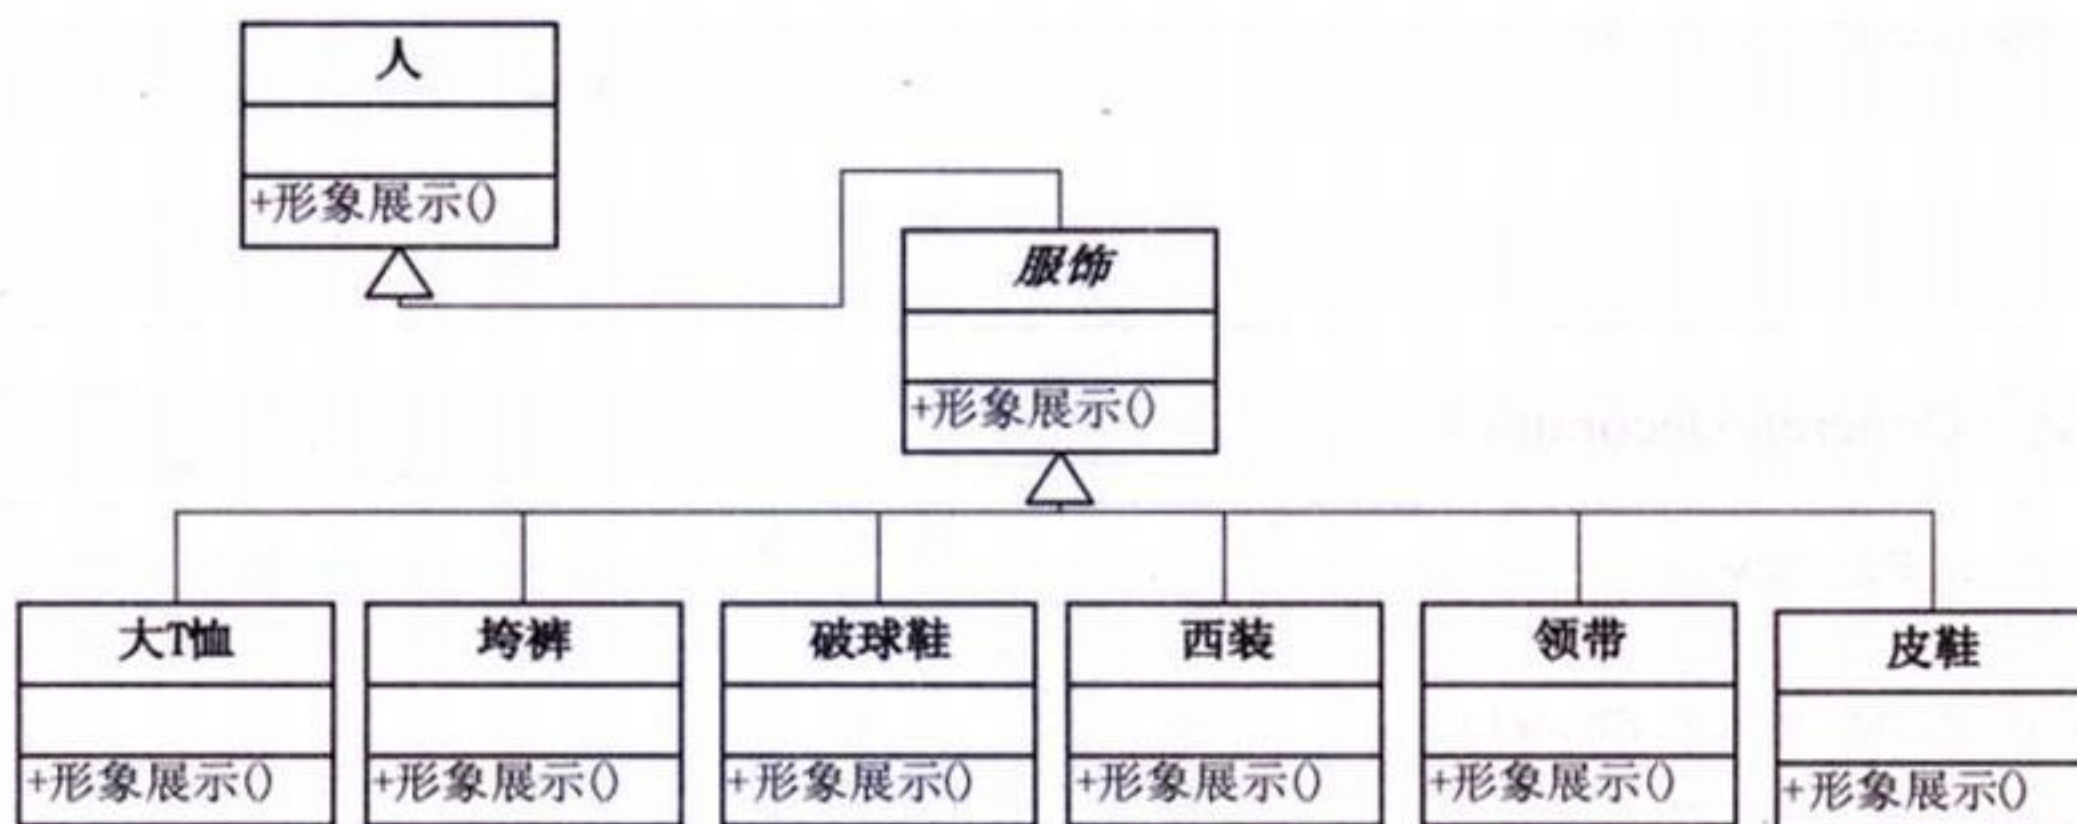 人
+形象展示()
服饰
+形象展示()
大T恤
垮裤
破球鞋
西装
领带
皮鞋
+形象展示()
+形象展示()
+形象展示()
+形象展示()
+形象展示()
+形象展示()